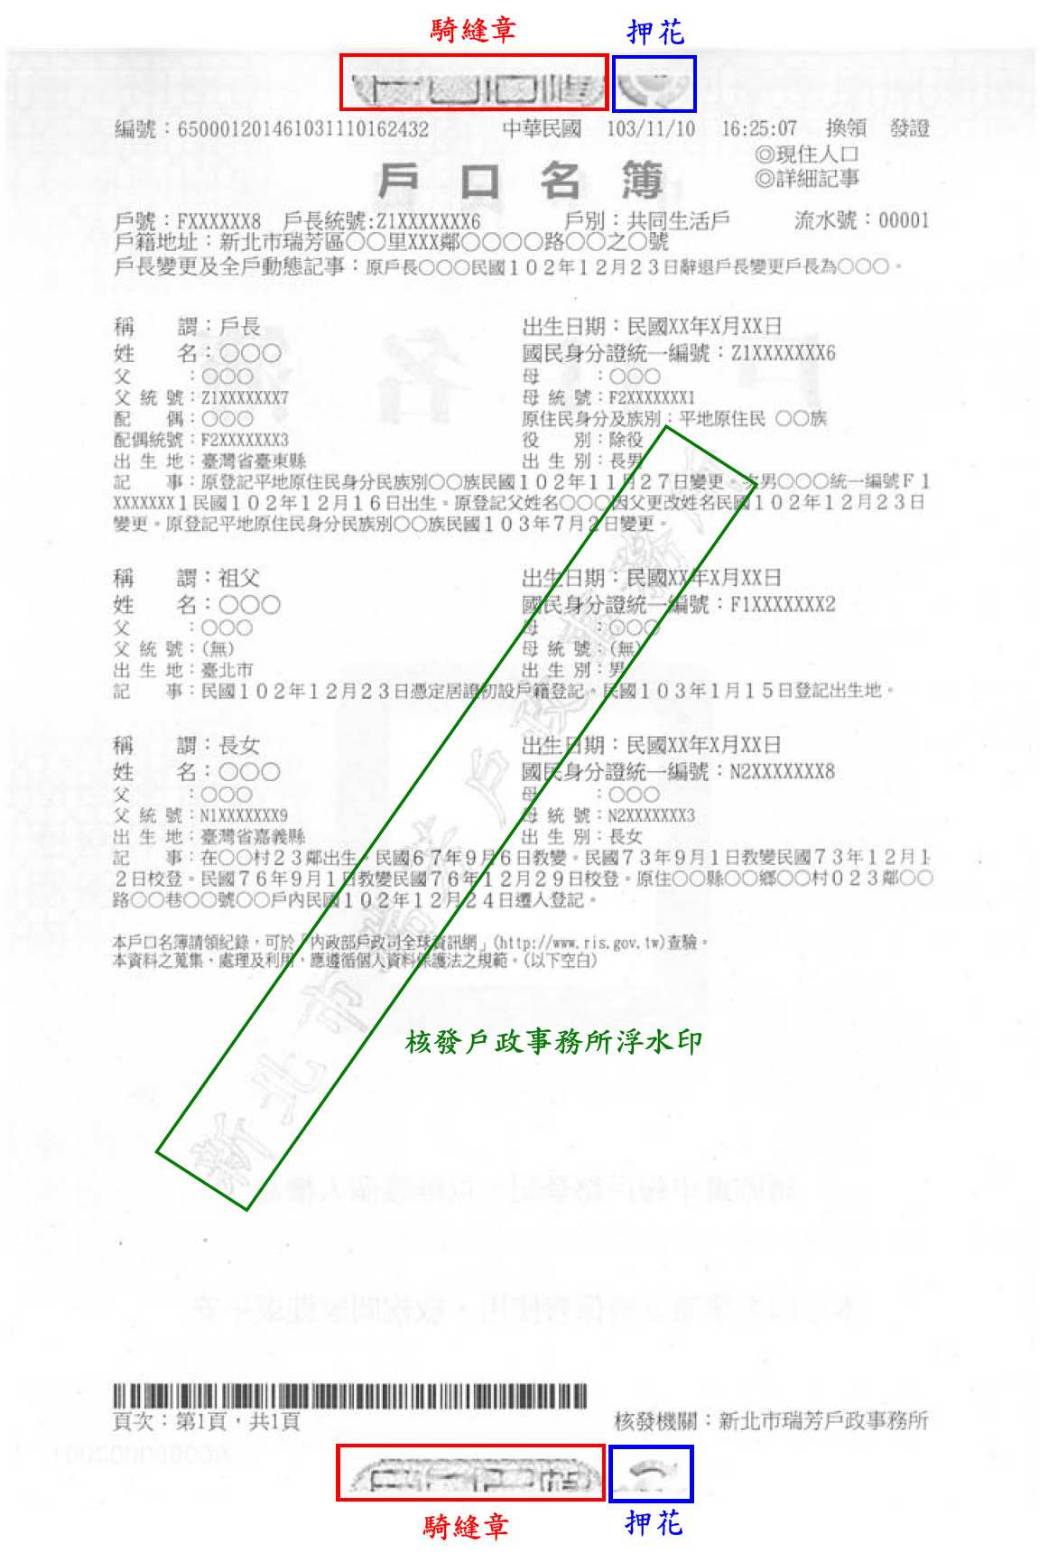 騎縫章 押花
編號：65000120146103111016​2432 中華民國 103/11/10 16:25:07 換領 發證
◎現住人口
◎詳細記事
戶口名簿
戶號：FXXXXXX8 戶長統號:Z1XXXXXXX6 戶別：共同生活戶 流水號：00001
戶籍地址：新北市瑞芳區○○里XXX鄰○○○○路○○之○號
戶長變更及全戶動態記事：原戶長○○○民國１０２年１２月２３日辭退戶長變更戶長為○○○。
稱謂：戶長 出生日期：民國XX年X月XX日
姓名：○○○ 國民身分證統一編號：Z1XXXXXXX6
父：○○○ 母：○○○
父統號：Z1XXXXXXX7 母統號：F2XXXXXXX1
配偶：○○○ 原住民身分及族別：平地原住民 ○○族
配偶統號：F2XXXXXXX3 役別：除役
出生地：臺灣省臺東縣 出生別：長男
記事：原登記平地原住民身分民族別○○族民國１０２年１１月２７日變更。次男○○○統一編號Ｆ１
XXXXXXX１民國１０２年１２月１６日出生。原登記父姓名○○○因父更改姓名民國１０２年１２月２３日
變更。原登記平地原住民身分民族別○○族民國１０３年７月２日變更。
稱謂：祖父 出生日期：民國XX年X月XX日
姓名：○○○ 國民身分證統一編號：F1XXXXXXX2
父：○○○ 母：○○○
父統號：(無) 母統號：(無)
出生地：臺北市 出生別：男
記事：民國１０２年１２月２３日憑定居證初設戶籍登記。民國１０３年１月１５日登記出生地。
稱謂：長女 出生日期：民國XX年X月XX日
姓名：○○○ 國民身分證統一編號：N2XXXXXXX8
父：○○○ 母：○○○
父統號：N1XXXXXXX9 母統號：N2XXXXXXX3
出生地：臺灣省嘉義縣 出生別：長女
記事：在○○村２３鄰出生。民國６７年９月６日教變。民國７３年９月１日教變民國７３年１２月１
２日校登。民國７６年９月１日教變民國７６年１２月２９日校登。原住○○縣○○鄉○○村０２３鄰○○
路○○巷○○號○○戶內民國１０２年１２月２４日遷入登記。
本戶口名簿請領紀錄，可於「內政部戶政司全球資訊網」(http://www.ris.gov.tw)查驗。
本資料之蒐集、處理及利用，應遵循個人資料保護法之規範。(以下空白)
新北市瑞芳戶政事務所
核發戶政事務所浮水印
頁次：第1頁，共1頁 核發機關：新北市瑞芳戶政事務所
騎縫章 押花